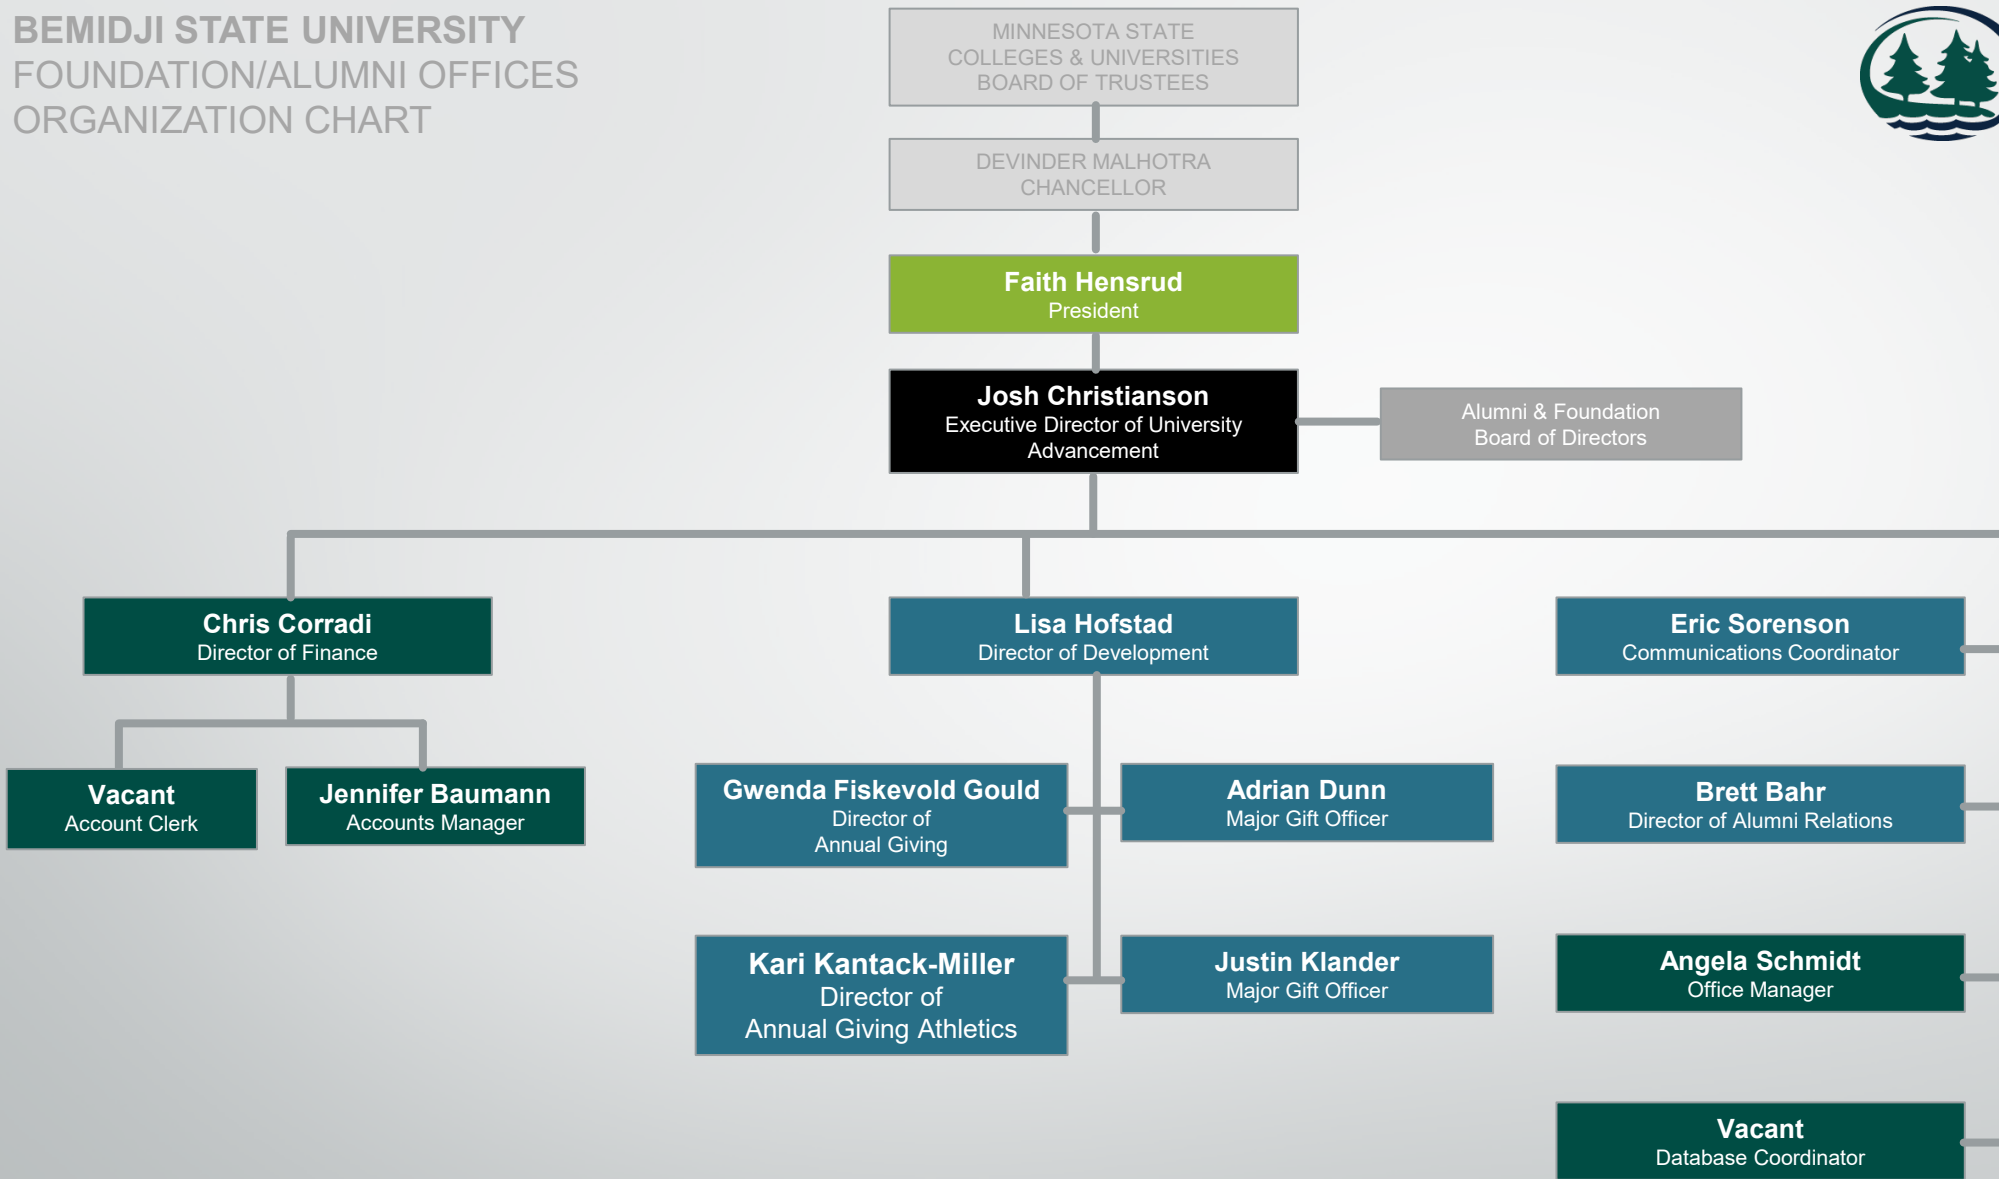 BEMIDJI STATE UNIVERSITY
FOUNDATION/ALUMNI OFFICES
ORGANIZATION CHART
MINNESOTA STATE
COLLEGES & UNIVERSITIES
BOARD OF TRUSTEES
DEVINDER MALHOTRA
CHANCELLOR
Faith Hensrud
President
Josh Christianson
Executive Director of University
Advancement
Alumni & Foundation
Board of Directors
Chris Corradi
Director of Finance
Vacant
Account Clerk
Jennifer Baumann
Accounts Manager
Lisa Hofstad
Director of Development
Gwenda Fiskevold Gould
Director of
Annual Giving
Adrian Dunn
Major Gift Officer
Kari Kantack-Miller
Director of
Annual Giving Athletics
Justin Klander
Major Gift Officer
Eric Sorenson
Communications Coordinator
Brett Bahr
Director of Alumni Relations
Angela Schmidt
Office Manager
Vacant
Database Coordinator